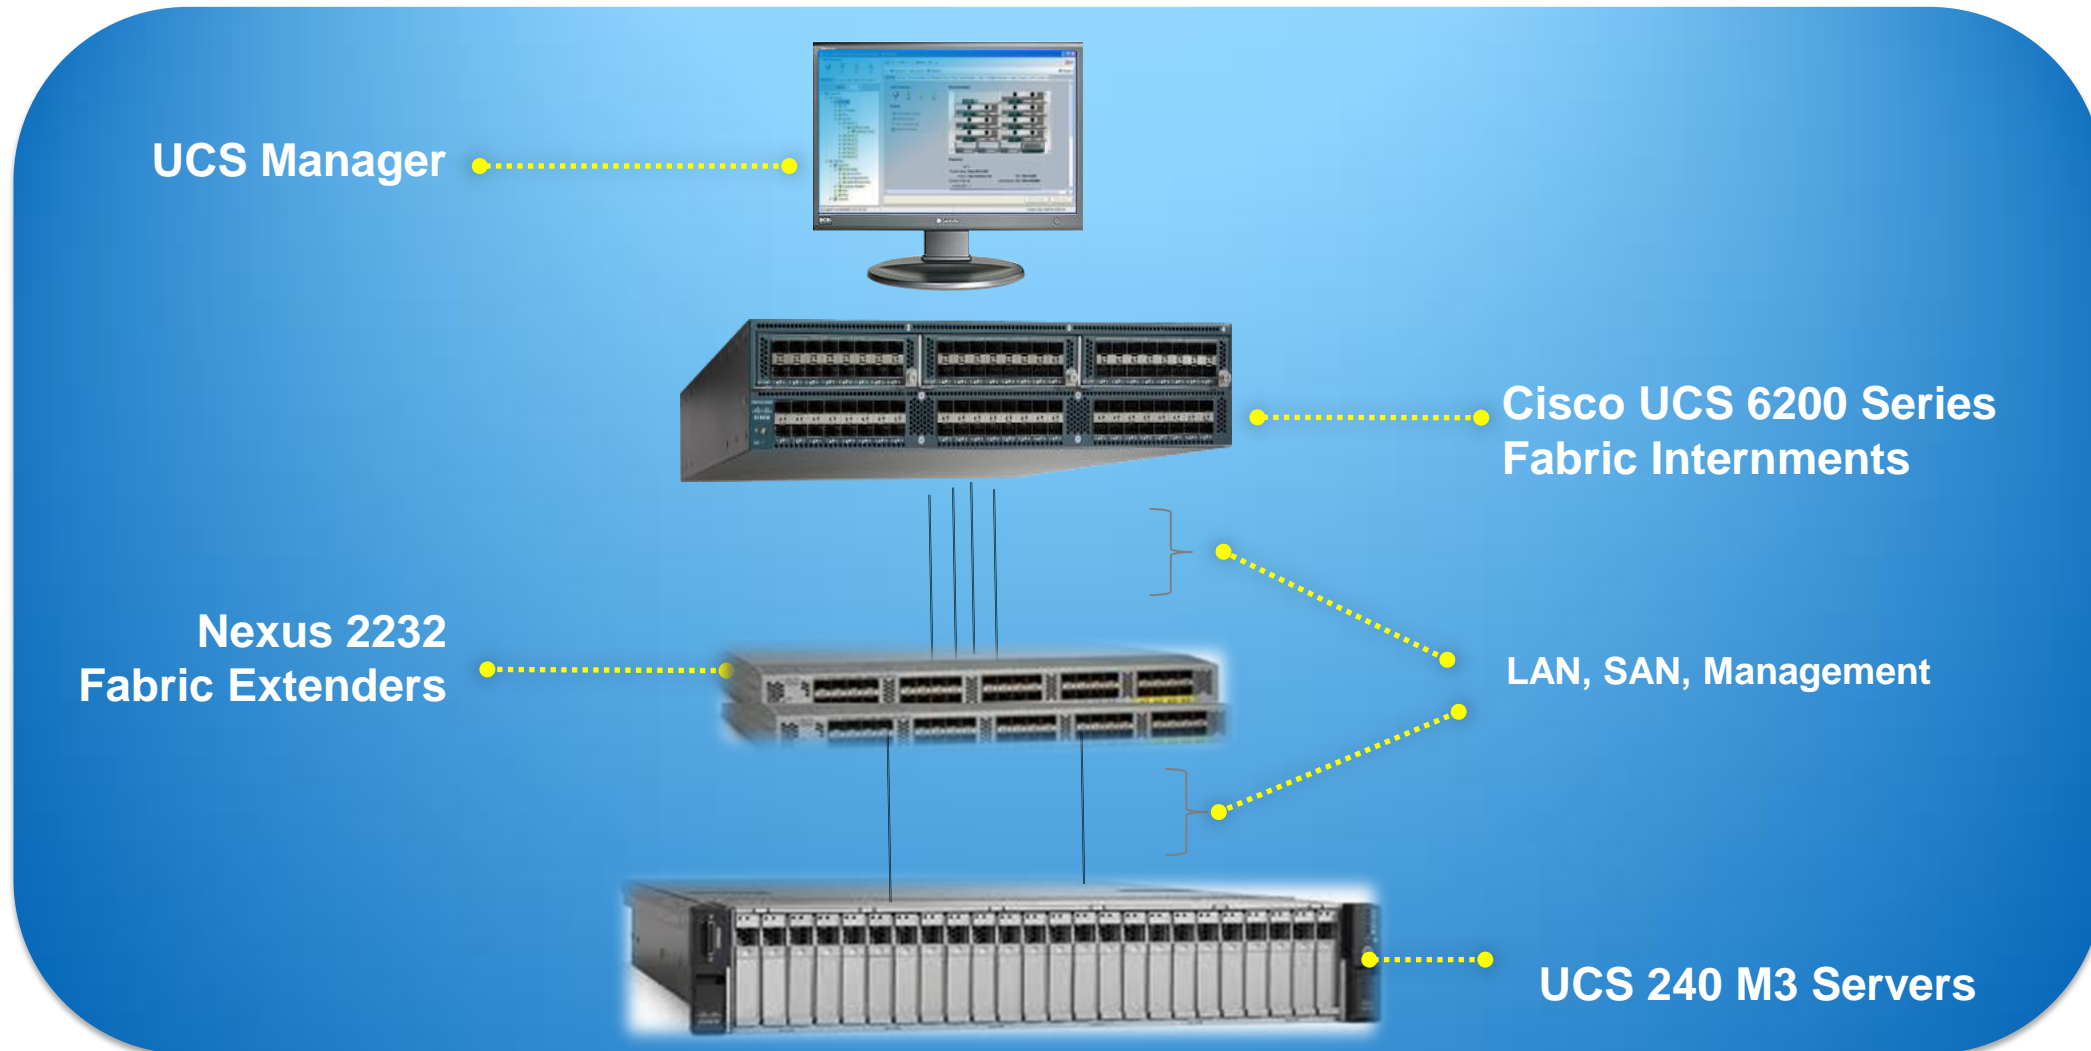 UCS Manager
Cisco UCS 6200 Series
Fabric Internments
Nexus 2232
Fabric Extenders
LAN, SAN, Management
UCS 240 M3 Servers